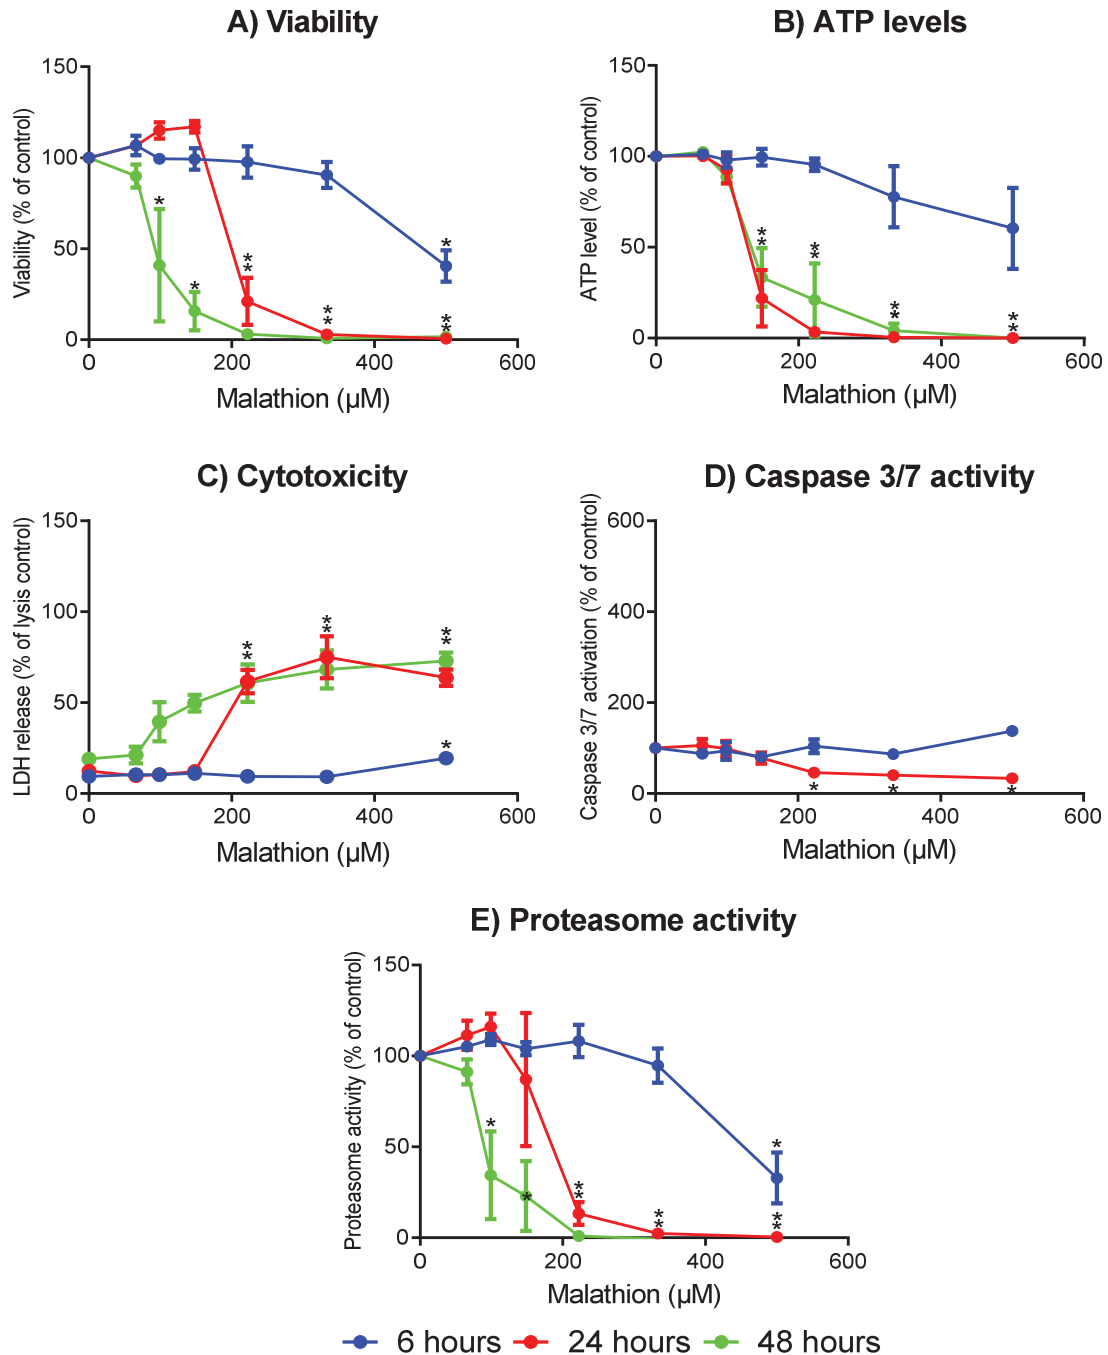 A) Viability
150
100
50
0
0 200 400 600
Viability (% of control)
Malathion (µM)
* * * * * * * * *
B) ATP levels
150
100
50
0
0 200 400 600
ATP level (% of control)
Malathion (µM)
* * * * * * * *
C) Cytotoxicity
150
100
50
0
0 200 400 600
LDH release (% of lysis control)
Malathion (µM)
* * * * * * *
D) Caspase 3/7 activity
600
400
200
0
0 200 400 600
Caspase 3/7 activation (% of control)
Malathion (µM)
* * *
E) Proteasome activity
150
100
50
0
0 200 400 600
Proteasome activity (% of control)
Malathion (µM)
* * * * * * * * *
6 hours 24 hours 48 hours